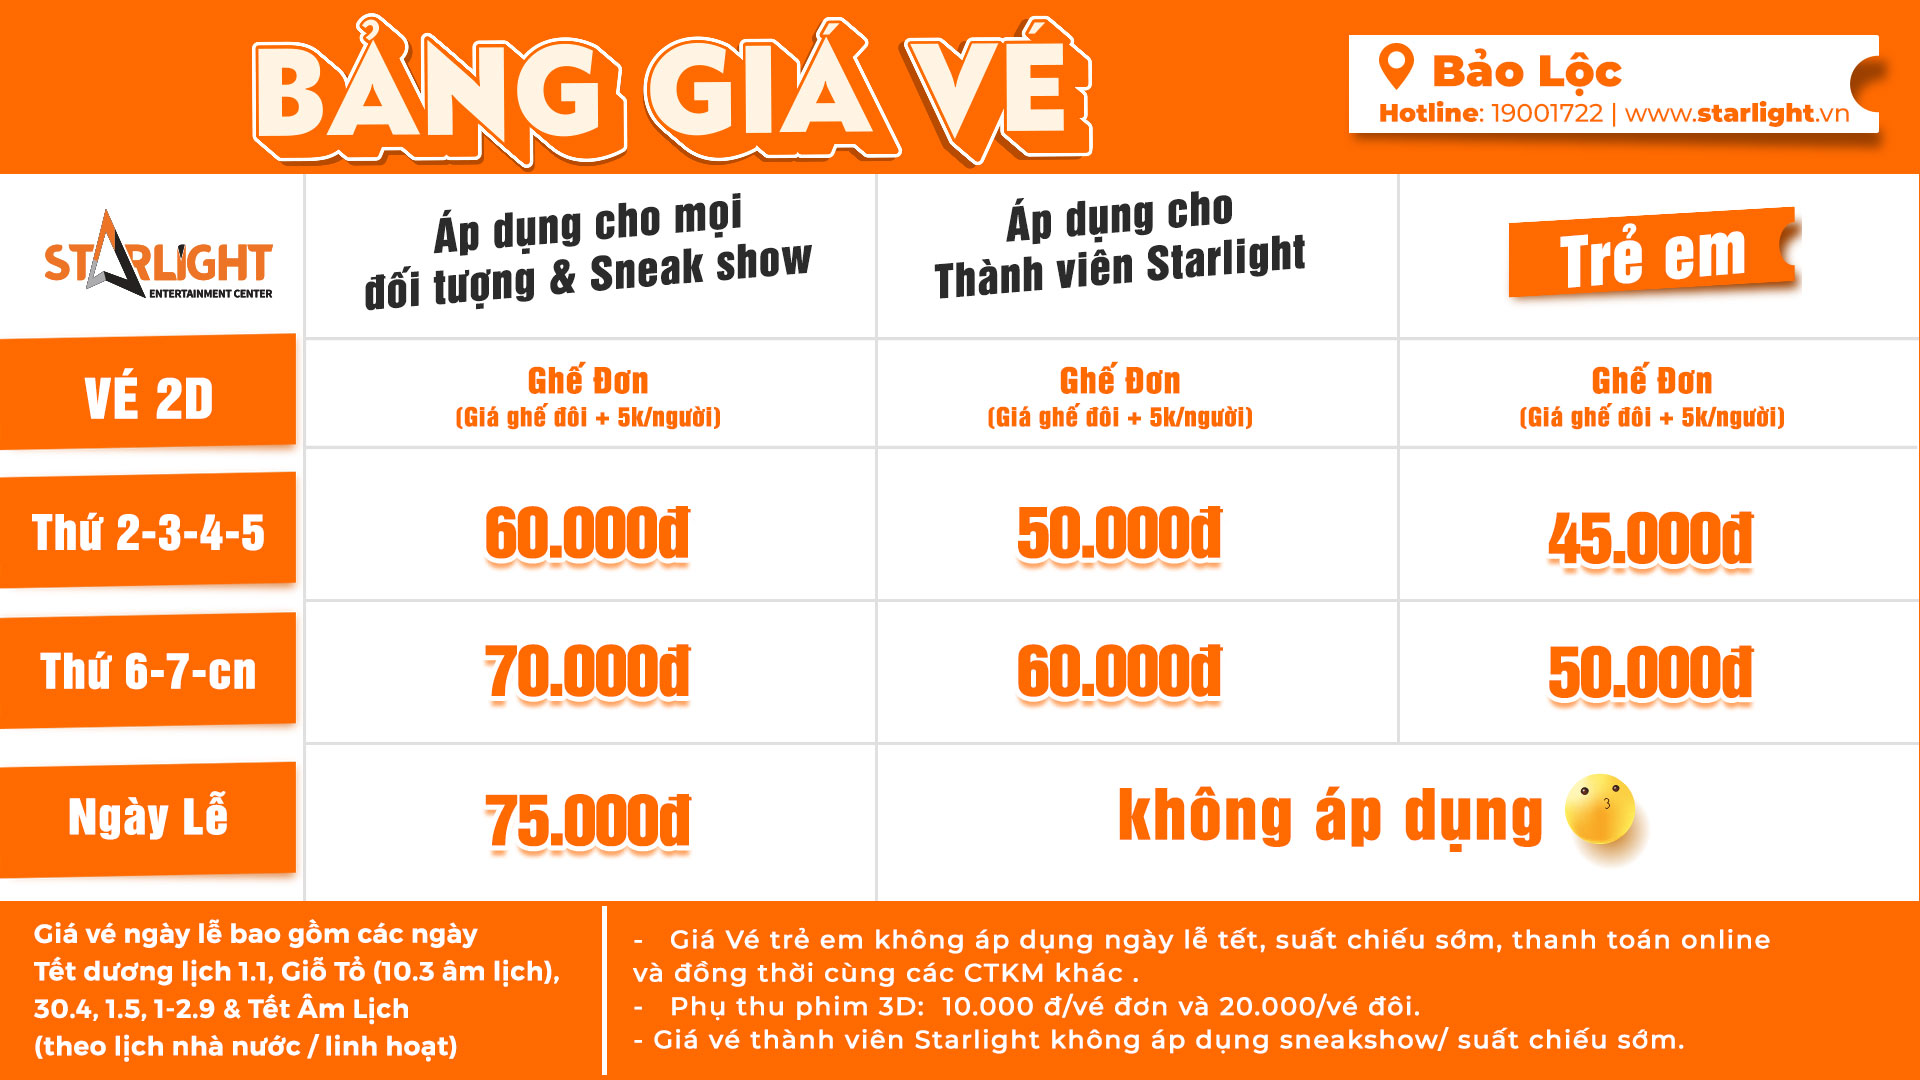 BẢNG GIÁ VÉ
Bảo Lộc
Hotline: 19001722 | www.starlight.vn
STARLIGHT
ENTERTAINMENT CENTER
Áp dụng cho mọi
đối tượng & Sneak show
Áp dụng cho
Thành viên Starlight
Trẻ em
VÉ 2D
Ghế Đơn
(Giá ghế đôi + 5k/người)
Ghế Đơn
(Giá ghế đôi + 5k/người)
Ghế Đơn
(Giá ghế đôi + 5k/người)
Thứ 2-3-4-5
60.000đ
50.000đ
45.000đ
Thứ 6-7-cn
70.000đ
60.000đ
50.000đ
Ngày Lễ
75.000đ
không áp dụng
Giá vé ngày lễ bao gồm các ngày
Tết dương lịch 1.1, Giỗ Tổ (10.3 âm lịch),
30.4, 1.5, 1-2.9 & Tết Âm Lịch
(theo lịch nhà nước / linh hoạt)
- Giá Vé trẻ em không áp dụng ngày lễ tết, suất chiếu sớm, thanh toán online
và đồng thời cùng các CTKM khác .
- Phụ thu phim 3D: 10.000 đ/vé đơn và 20.000/vé đôi.
- Giá vé thành viên Starlight không áp dụng sneakshow/ suất chiếu sớm.